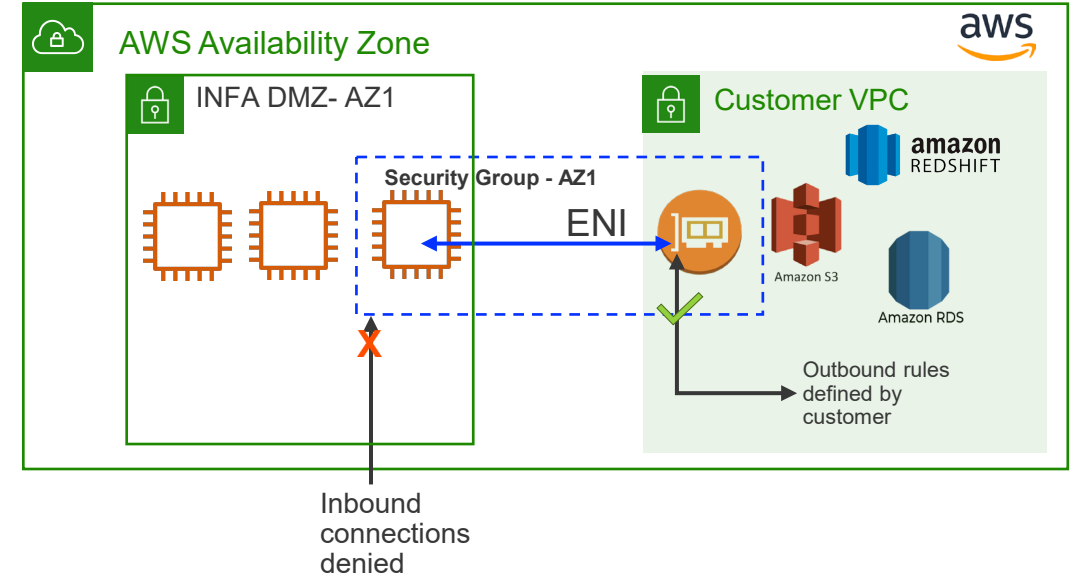 AWS Availability Zone
aws
INFA DMZ- AZ1
Customer VPC
amazon
REDSHIFT
Security Group - AZ1
ENI
Amazon S3
Amazon RDS
X
Outbound rules
defined by
customer
Inbound
connections
denied